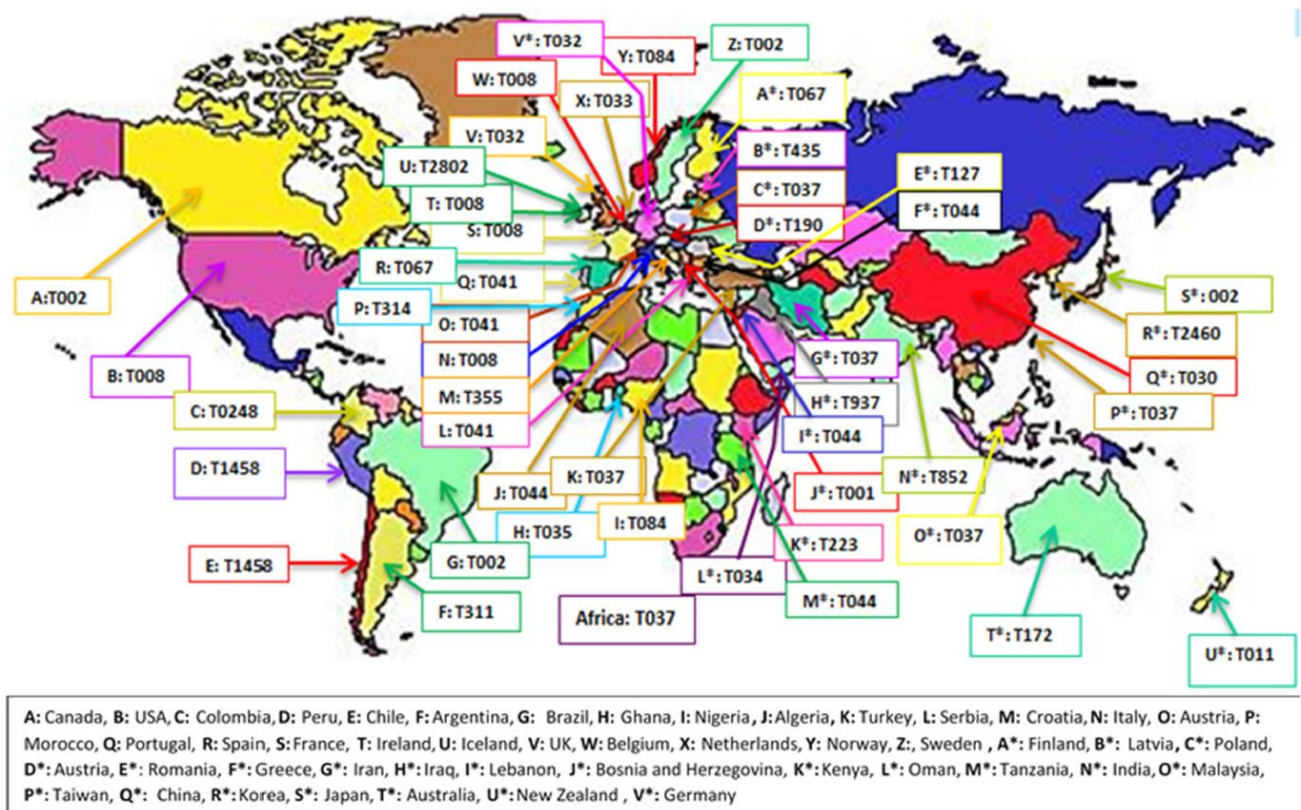 V*: T032
Y: T084
Z: T002
W: T008
X: T033
A*: T067
V: T032
B*: T435
U: T2802
E*: T127
C*: T037
T: T008
F*: T044
D*: T190
S: T008
R: T067
Q: T041
A:T002
S*: 002
P: T314
O: T041
R*: T2460
N: T008
G*: T037
B: T008
Q*: T030
M: T355
H*: T937
C: T0248
P*: T037
L: T041
I*: T044
D: T1458
N*: T852
J: T044
K: T037
J*: T001
H: T035
I: T084
O*: T037
K*: T223
G: T002
E: T1458
L*: T034
M*: T044
F: T311
Africa: T037
T*: T172
U*: T011
A: Canada, B: USA, C: Colombia, D: Peru, E: Chile, F: Argentina, G: Brazil, H: Ghana, I: Nigeria, J: Algeria, K: Turkey, L: Serbia, M: Croatia, N: Italy, O: Austria, P:
Morocco, Q: Portugal, R: Spain, S: France, T: Ireland, U: Iceland, V: UK, W: Belgium, X: Netherlands, Y: Norway, Z:, Sweden , A*: Finland, B*: Latvia, C*: Poland,
D*: Austria, E*: Romania, F*: Greece, G*: Iran, H*: Iraq, I*: Lebanon, J*: Bosnia and Herzegovina, K*: Kenya, L*: Oman, M*: Tanzania, N*: India, O*: Malaysia,
P*: Taiwan, Q*: China, R*: Korea, S*: Japan, T*: Australia, U*: New Zealand , V*: Germany